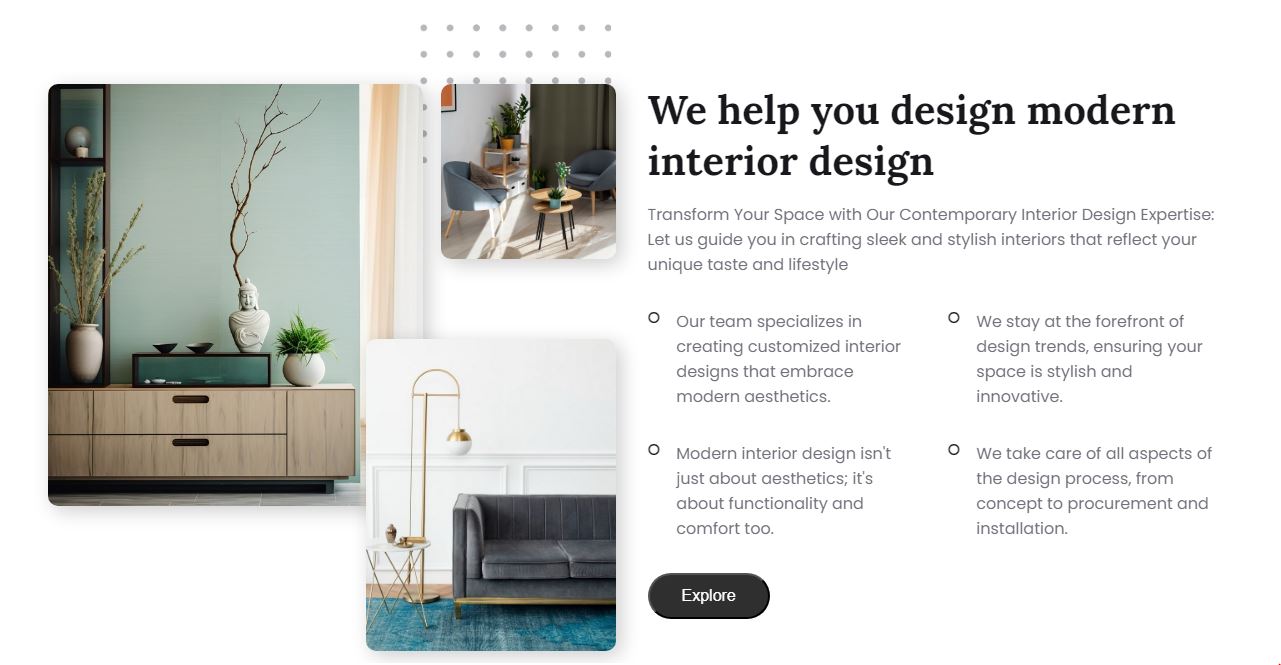 We help you design modern
interior design
Transform Your Space with Our Contemporary Interior Design Expertise:
Let us guide you in crafting sleek and stylish interiors that reflect your
unique taste and lifestyle
Our team specializes in
creating customized interior
designs that embrace
modern aesthetics.
We stay at the forefront of
design trends, ensuring your
space is stylish and
innovative.
Modern interior design isn't
just about aesthetics; it's
about functionality and
comfort too.
We take care of all aspects of
the design process, from
concept to procurement and
installation.
Explore